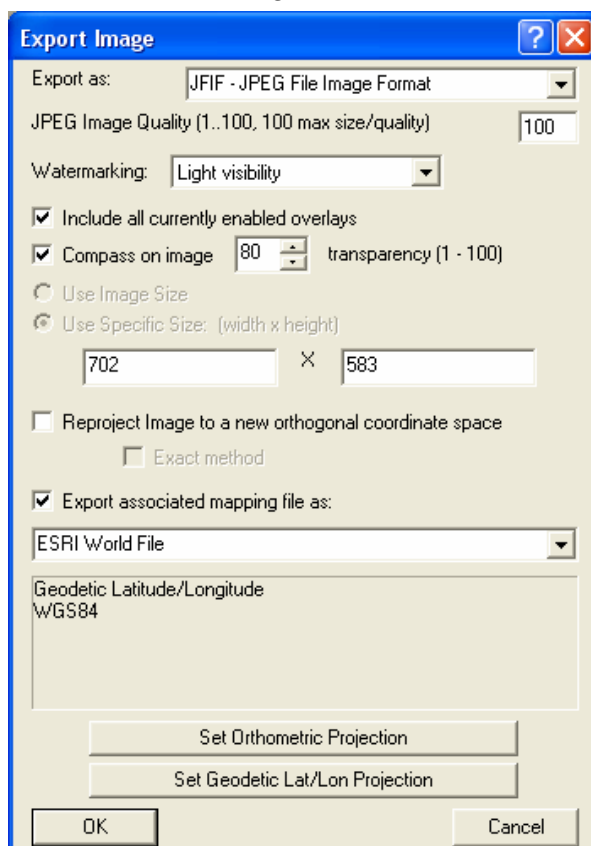 Export Image
Export as: JFIF - JPEG File Image Format
JPEG Image Quality (1..100, 100 max size/quality) 100
Watermarking: Light visibility
Include all currently enabled overlays
Compass on image 80 transparency (1 - 100)
Use Image Size
Use Specific Size: (width x height)
702 X 583
Reproject Image to a new orthogonal coordinate space
Exact method
Export associated mapping file as:
ESRI World File
Geodetic Latitude/Longitude
WGS84
Set Orthometric Projection
Set Geodetic Lat/Lon Projection
OK Cancel